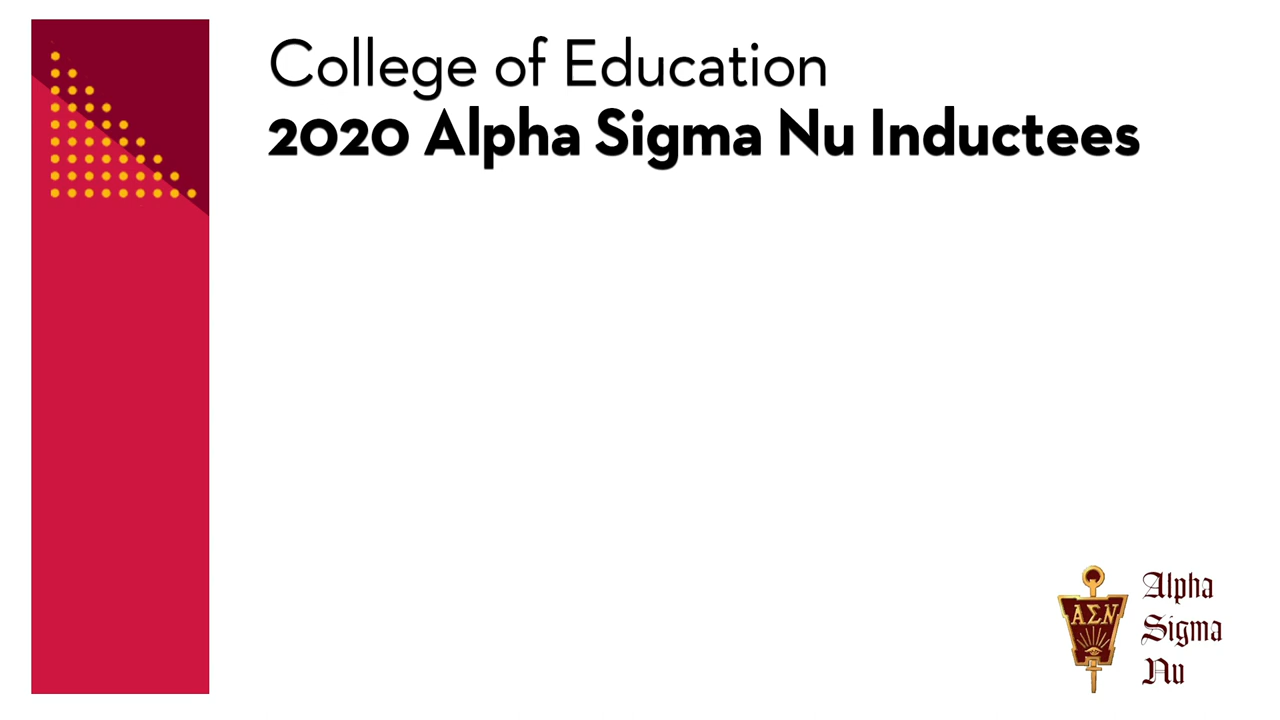 College of Education
2020 Alpha Sigma Nu Inductees
ΑΣΝ
Alpha
Sigma
Nu